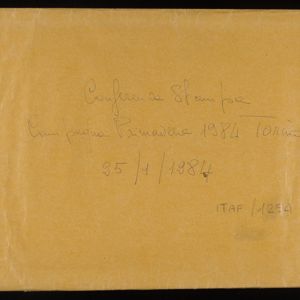 Conferenza Stampa
Campagna Primavera 1984 Torino
25/1/1984
ITAF/1254